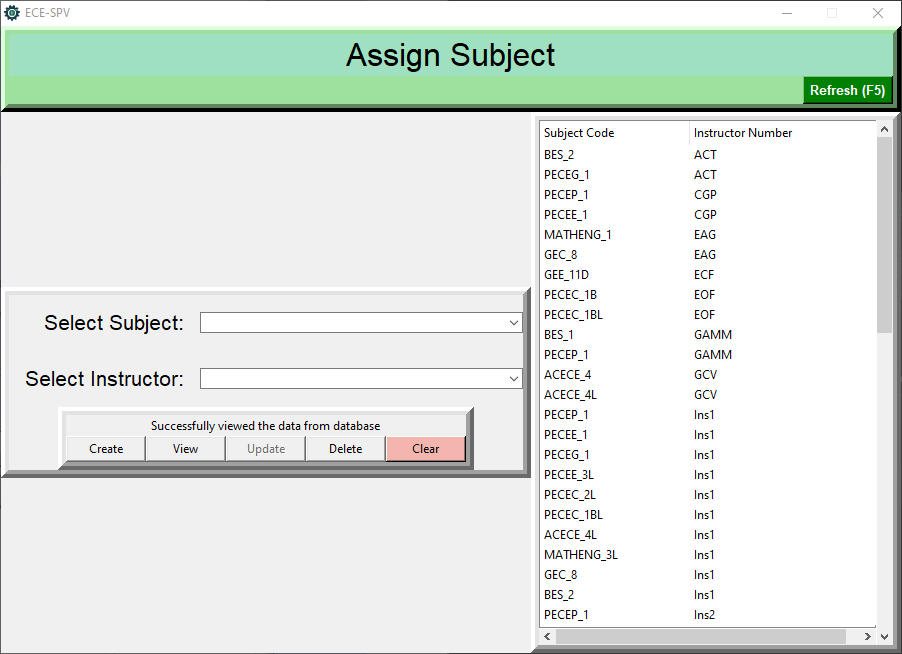 ECE-SPV
Assign Subject
Refresh (F5)
Select Subject:
Select Instructor:
Successfully viewed the data from database
Create View Update Delete Clear
Subject Code Instructor Number
BES_2 ACT
PECEG_1 ACT
PECEP_1 CGP
PECEE_1 CGP
MATHENG_1 EAG
GEC_8 EAG
GEE_11D ECF
PECEC_1B EOF
PECEC_1BL EOF
BES_1 GAMM
PECEP_1 GAMM
ACECE_4 GCV
ACECE_4L GCV
PECEP_1 Ins1
PECEE_1 Ins1
PECEG_1 Ins1
PECEE_3L Ins1
PECEC_2L Ins1
PECEC_1BL Ins1
ACECE_4L Ins1
MATHENG_3L Ins1
GEC_8 Ins1
BES_2 Ins1
PECEP_1 Ins2